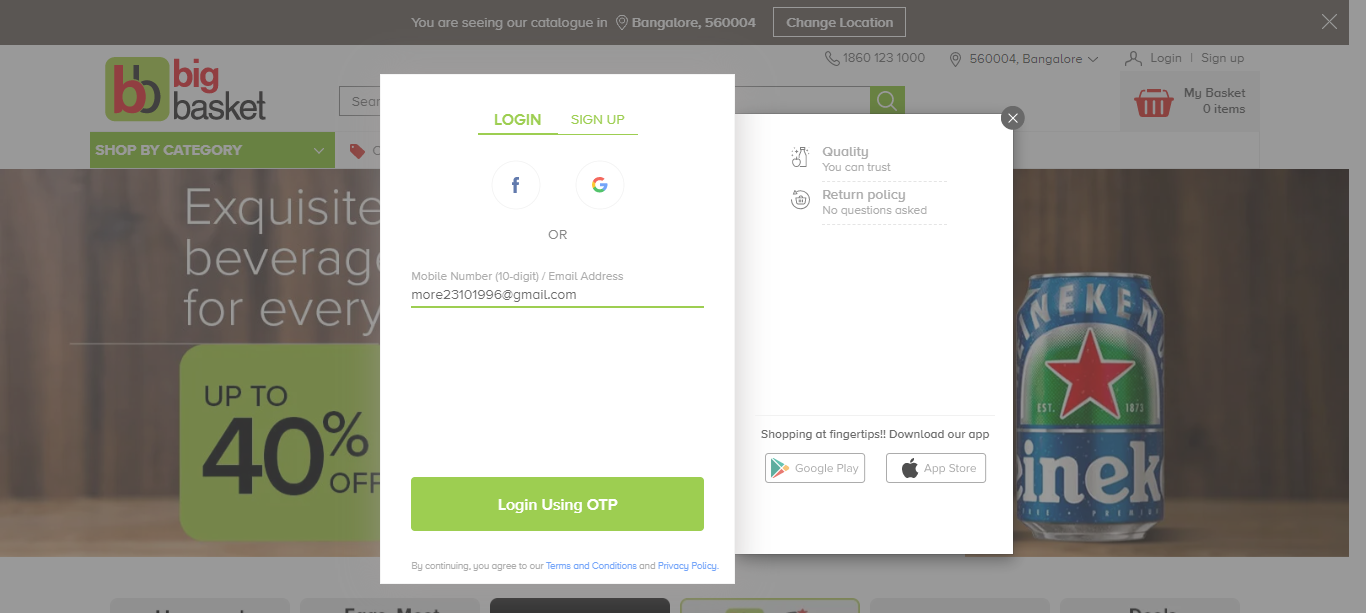 You are seeing our catalogue in Bangalore, 560004 Change Location
1860 123 1000 560004, Bangalore Login | Sign up
bb big basket
Sear
My Basket
0 items
SHOP BY CATEGORY
Exquisite
beverage
for every
UP TO
40% OFF
LOGIN SIGN UP
f G
OR
Mobile Number (10-digit) / Email Address
more23101996@gmail.com
Login Using OTP
By continuing, you agree to our Terms and Conditions and Privacy Policy.
Quality
You can trust
Return policy
No questions asked
Shopping at fingertips!! Download our app
Google Play App Store
HEINEKEN
EST. 1873
Heineken
PREMIUM
Deals